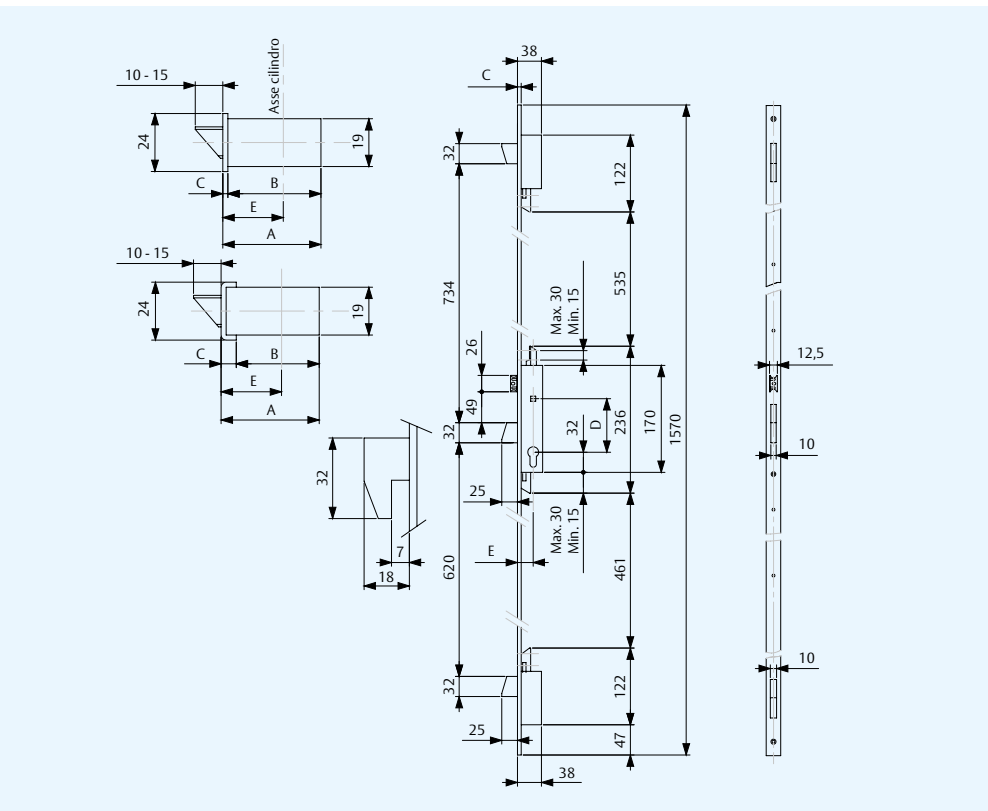 10 - 15
Asse cilindro
24
19
C
B
E
A
10 - 15
24
19
C
B
E
A
32
7
18
38
C
32
122
734
535
Max. 30
Min. 15
26
49
32
32
D
236
170
1570
25
E
Max. 30
Min. 15
620
461
32
122
25
47
38
12,5
10
10